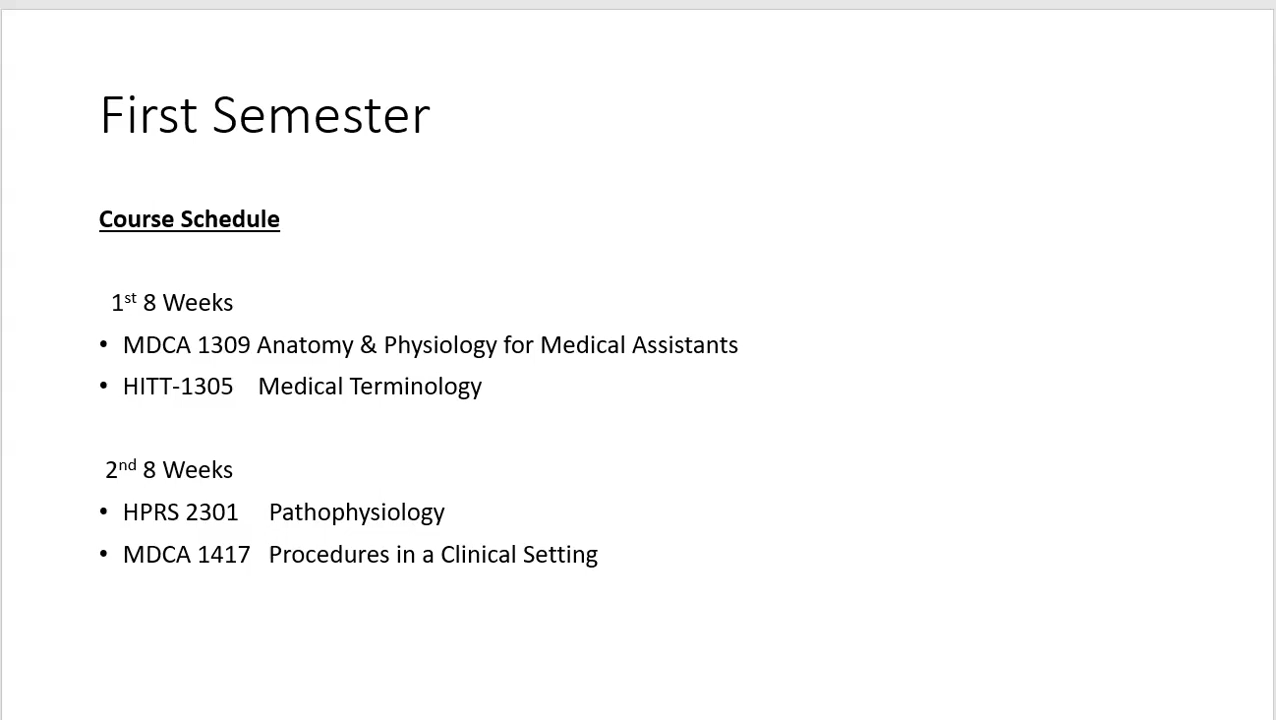 First Semester
Course Schedule
1st 8 Weeks
• MDCA 1309 Anatomy & Physiology for Medical Assistants
• HITT-1305 Medical Terminology
2nd 8 Weeks
• HPRS 2301 Pathophysiology
• MDCA 1417 Procedures in a Clinical Setting